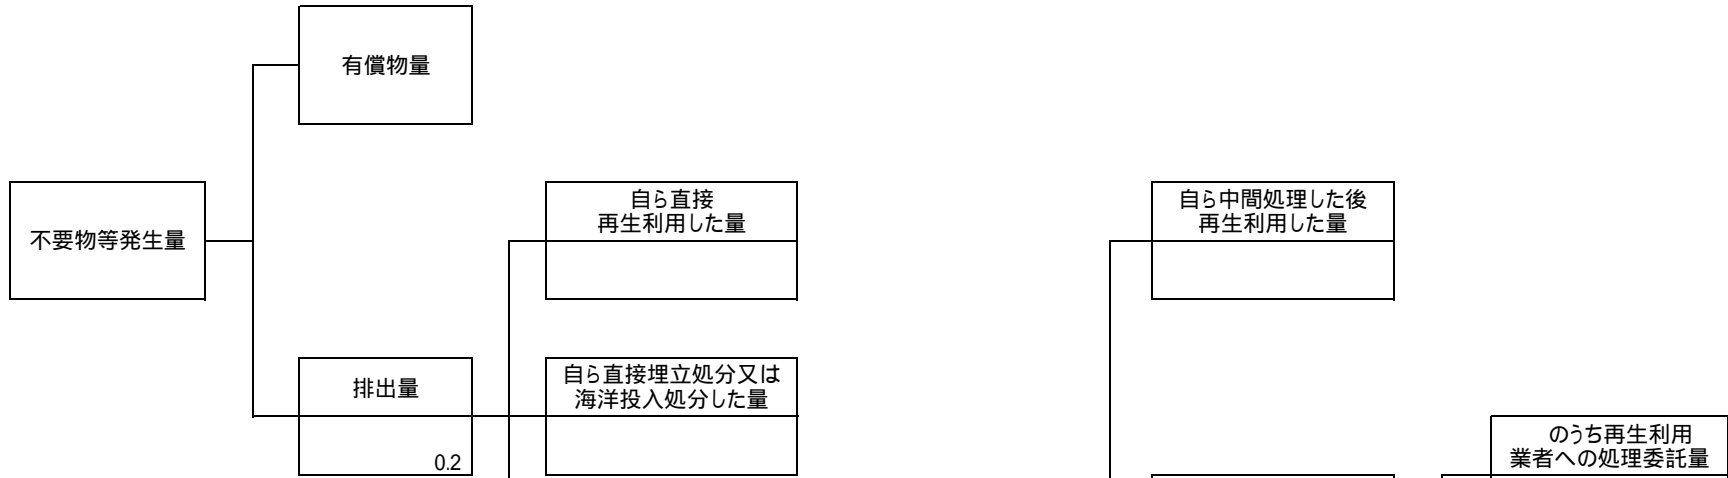 有償物量
不要物等発生量
自ら直接
再生利用した量
自ら中間処理した後
再生利用した量
排出量
0.2
自ら直接埋立処分又は
海洋投入処分した量
のうち再生利用
業者への処理委託量